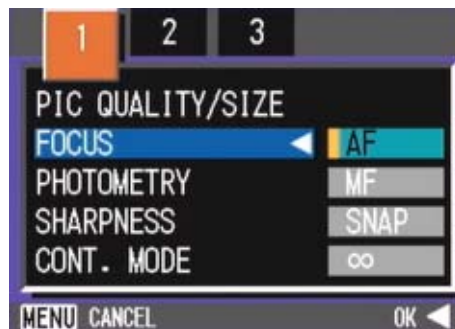 1 2 3
PIC QUALITY/SIZE
FOCUS AF
PHOTOMETRY MF
SHARPNESS SNAP
CONT. MODE ∞
MENU CANCEL OK